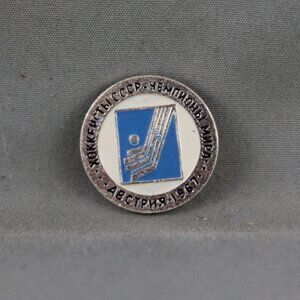 ХОККЕИСТЫ СССР - ЧЕМПИОНЫ МИРА
АВСТРИЯ · 1967